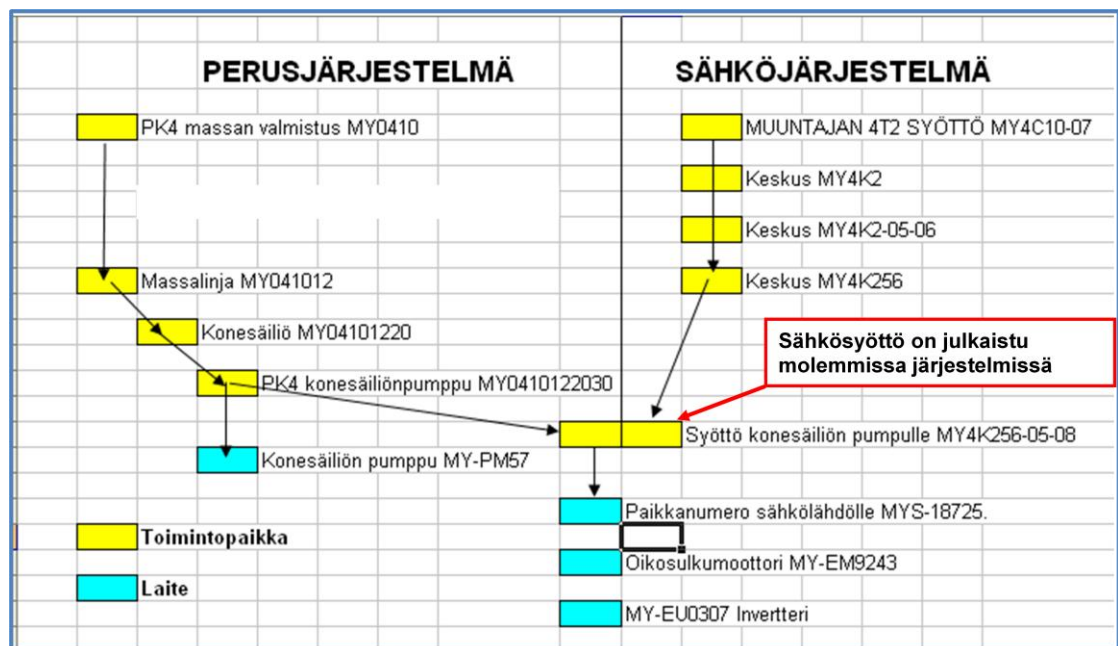 PERUSJÄRJESTELMÄ
SÄHKÖJÄRJESTELMÄ
PK4 massan valmistus MY0410
MUUNTAJAN 4T2 SYÖTTÖ MY4C10-07
Keskus MY4K2
Keskus MY4K2-05-06
Massalinja MY041012
Keskus MY4K256
Konesäiliö MY04101220
Sähkösyöttö on julkaistu
molemmissa järjestelmissä
PK4 konesäiliönpumppu MY0410122030
Syöttö konesäiliön pumpulle MY4K256-05-08
Konesäiliön pumppu MY-PM57
Paikkanumero sähkölähdölle MYS-18725.
Toimintopaikka
Oikosulkumoottori MY-EM9243
Laite
MY-EU0307 Invertteri